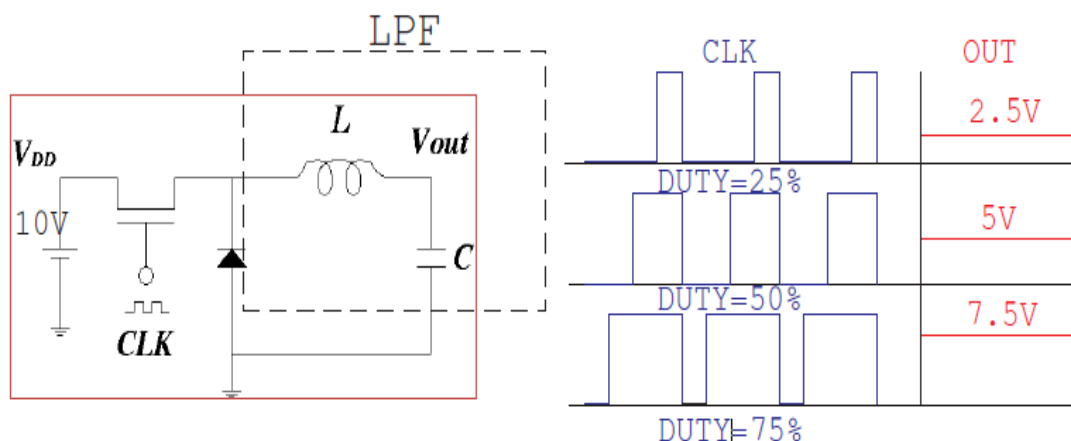 LPF
L
Vout
VDD
10V
C
CLK
CLK
OUT
2.5V
DUTY=25%
5V
DUTY=50%
7.5V
DUTY=75%